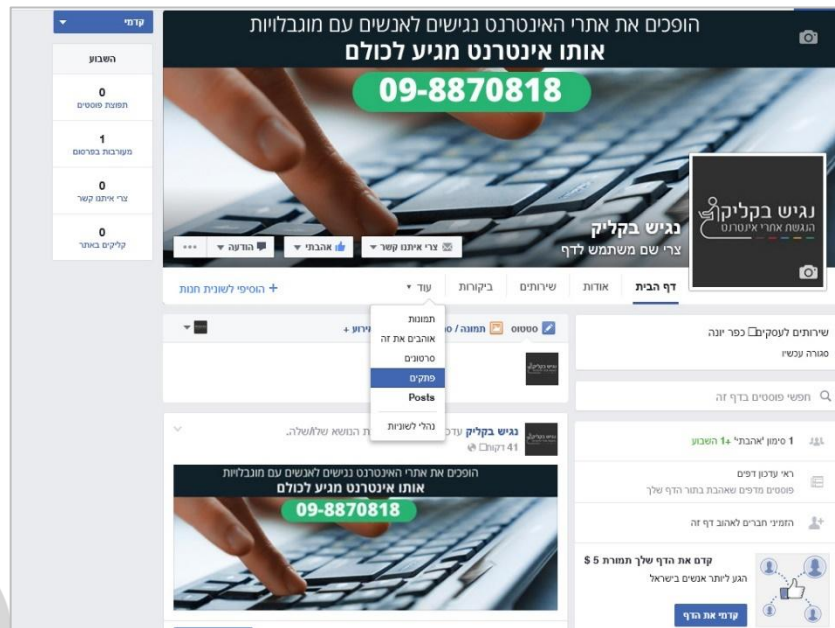 הופכים את אתרי האינטרנט נגישים לאנשים עם מוגבלויות
אותו אינטרנט מגיע לכולם
09-8870818
קדמי
השבוע
0
תפוצת פוסטים
1
מעורבות בפרסום
0
צרי איתנו קשר
0
קליקים באתר
נגיש בקליק
הנגשת אתרי אינטרנט
נגיש בקליק
צרי שם משתמש לדף
צרי איתנו קשר
אהבתי
הודעה
•••
דף הבית
אודות
שירותים
ביקורות
עוד
+ הוסיפי לשונית חנות
תמונות
אוהבים את זה
סרטונים
פתקים
Posts
נהלי לשוניות
סטטוס
תמונה /
אירוע +
שירותים לעסקים□ כפר יונה
סגורה עכשיו
חפשי פוסטים בדף זה
1 סימון 'אהבתי' +1 השבוע
ראי עדכון דפים
פוסטים מדפים שאהבת בתור הדף שלך
הזמיני חברים לאהוב דף זה
קדם את הדף שלך תמורת 5 $
הגע ליותר אנשים בישראל
קדמי את הדף
נגיש בקליק עדכ
ת הנושא שלו/שלה.
41 דקות□
הופכים את אתרי האינטרנט נגישים לאנשים עם מוגבלויות
אותו אינטרנט מגיע לכולם
09-8870818